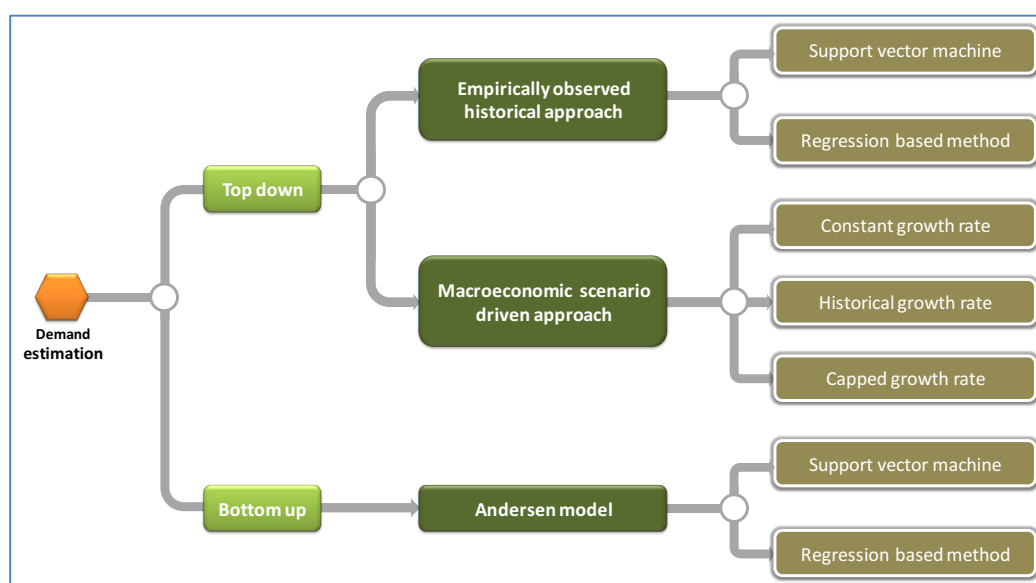 Support vector machine
Empirically observed
historical approach
Regression based method
Top down
Constant growth rate
Macroeconomic scenario
driven approach
Historical growth rate
Demand
estimation
Capped growth rate
Support vector machine
Bottom up
Andersen model
Regression based method